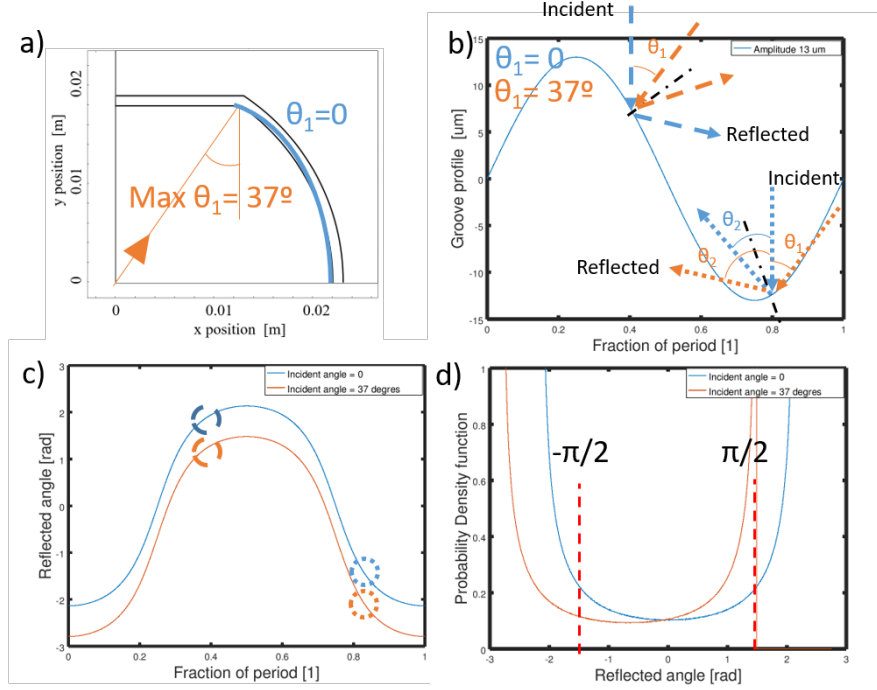 a)
θ1=0
Max θ1= 37º
y position [m]
0.02
0.01
0
0
0.01
0.02
x position [m]
b)
Incident
Amplitude 13 um
θ1=0
θ1= 37º
θ1
Reflected
Incident
θ2
θ1
θ2
Reflected
Groove profile [um]
15
10
5
0
-5
-10
-15
0
0.2
0.4
0.6
0.8
1
Fraction of period [1]
c)
Incident angle = 0
Incident angle = 37 degres
Reflected angle [rad]
3
2
1
0
-1
-2
-3
0
0.2
0.4
0.6
0.8
1
Fraction of period [1]
d)
Incident angle = 0
Incident angle = 37 degres
-π/2
π/2
Probability Density function
1
0.8
0.6
0.4
0.2
0
-3
-2
-1
0
1
2
3
Reflected angle [rad]